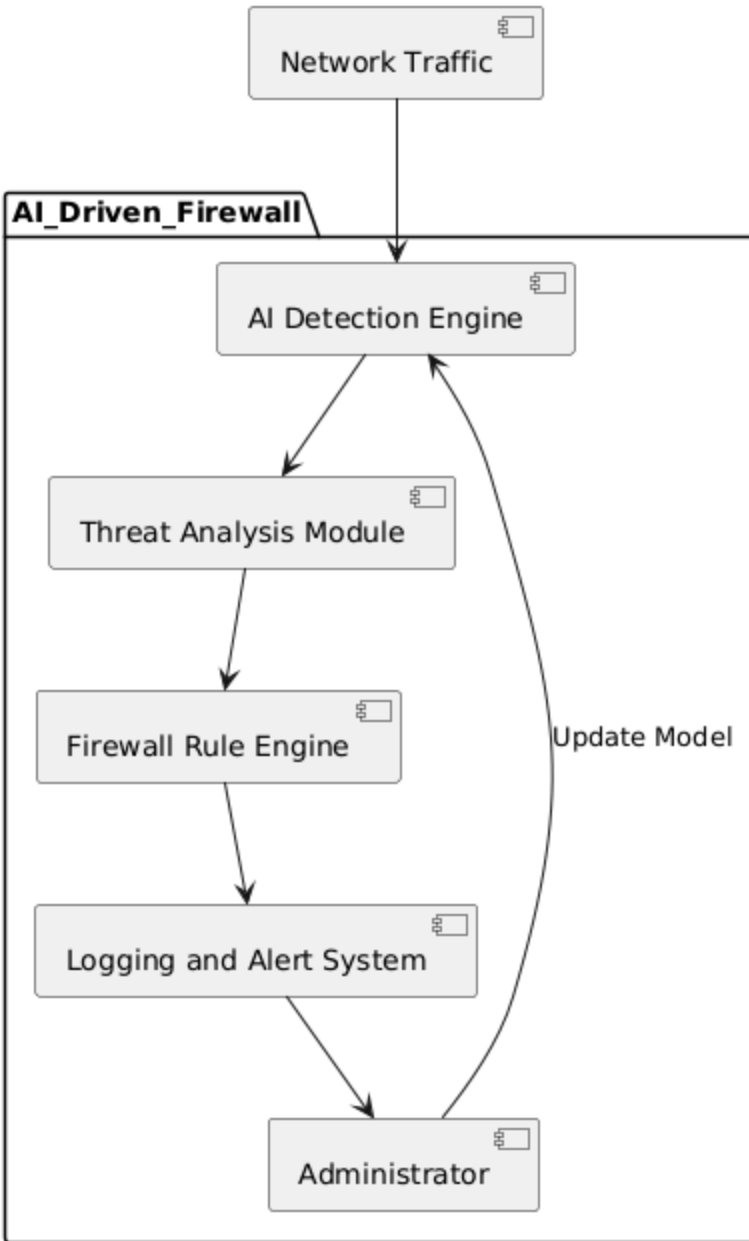 Network Traffic
AI_Driven_Firewall
AI Detection Engine
Threat Analysis Module
Firewall Rule Engine
Update Model
Logging and Alert System
Administrator